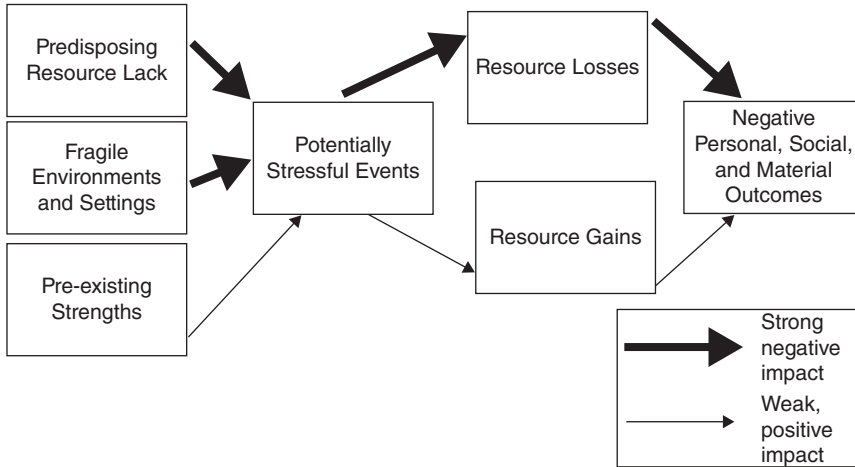 Predisposing
Resource Lack
Fragile
Environments
and Settings
Pre-existing
Strengths
Potentially
Stressful Events
Resource Losses
Resource Gains
Negative
Personal, Social,
and Material
Outcomes
Strong
negative
impact
Weak,
positive
impact